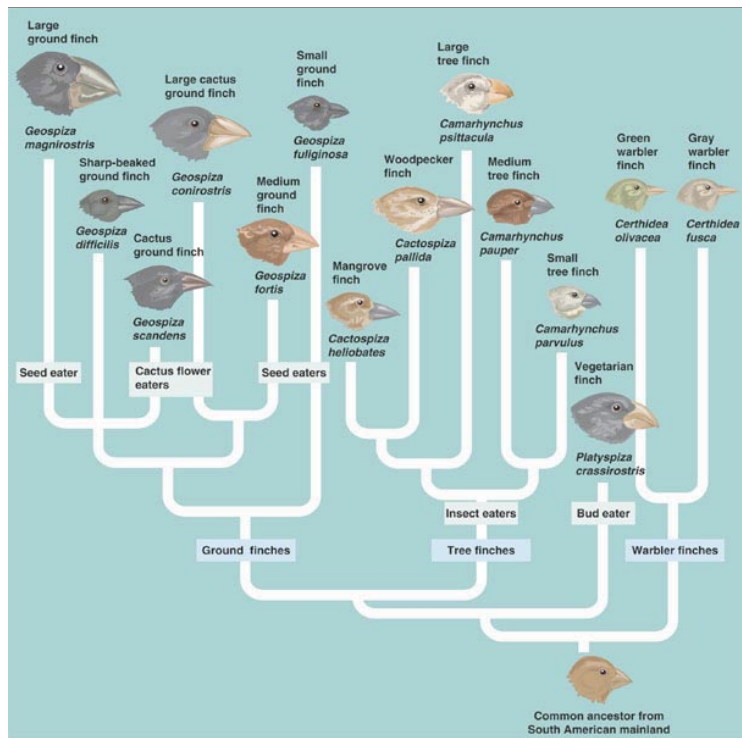 Large
ground finch
Geospiza
magnirostris
Sharp-beaked
ground finch
Geospiza
difficilis
Large cactus
ground finch
Geospiza
conirostris
Cactus
ground finch
Geospiza
scandens
Medium
ground
finch
Geospiza
fortis
Small
ground
finch
Geospiza
fuliginosa
Mangrove
finch
Cactospiza
heliobates
Woodpecker
finch
Cactospiza
pallida
Large
tree finch
Camarhynchus
psittacula
Medium
tree finch
Camarhynchus
pauper
Small
tree finch
Camarhynchus
parvulus
Vegetarian
finch
Platyspiza
crassirostris
Green
warbler
finch
Certhidea
olivacea
Gray
warbler
finch
Certhidea
fusca
Seed eater
Cactus flower
eaters
Seed eaters
Insect eaters
Bud eater
Ground finches
Tree finches
Warbler finches
Common ancestor from
South American mainland